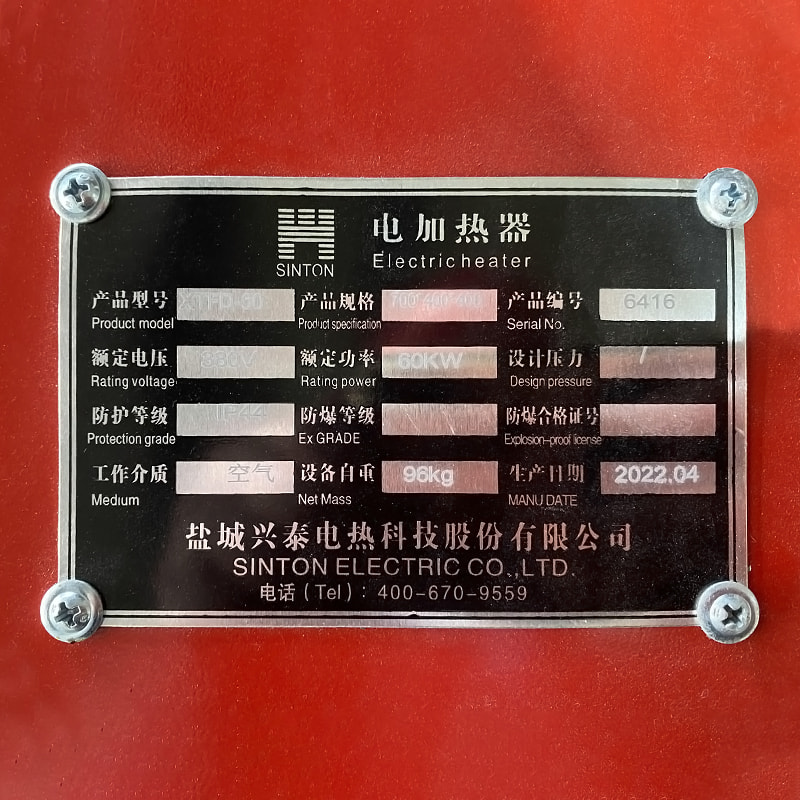 SINTON
电加热器
Electricheater
产品型号 产品规格 700*400*400 产品编号 6416
Product model Product specification Serial No.
额定电压 380V 额定功率 60KW 设计压力 /
Rating voltage Rating power Design pressure
防护等级 IP44 防爆等级 防爆合格证号
Protection grade Ex GRADE Explosion-proof license
工作介质 空气 设备自重 96kg 生产日期 2022.04
Medium Net Mass MANU DATE
盐城兴泰电热科技股份有限公司
SINTON ELECTRIC CO.,LTD.
电话(Tel):400-670-9559